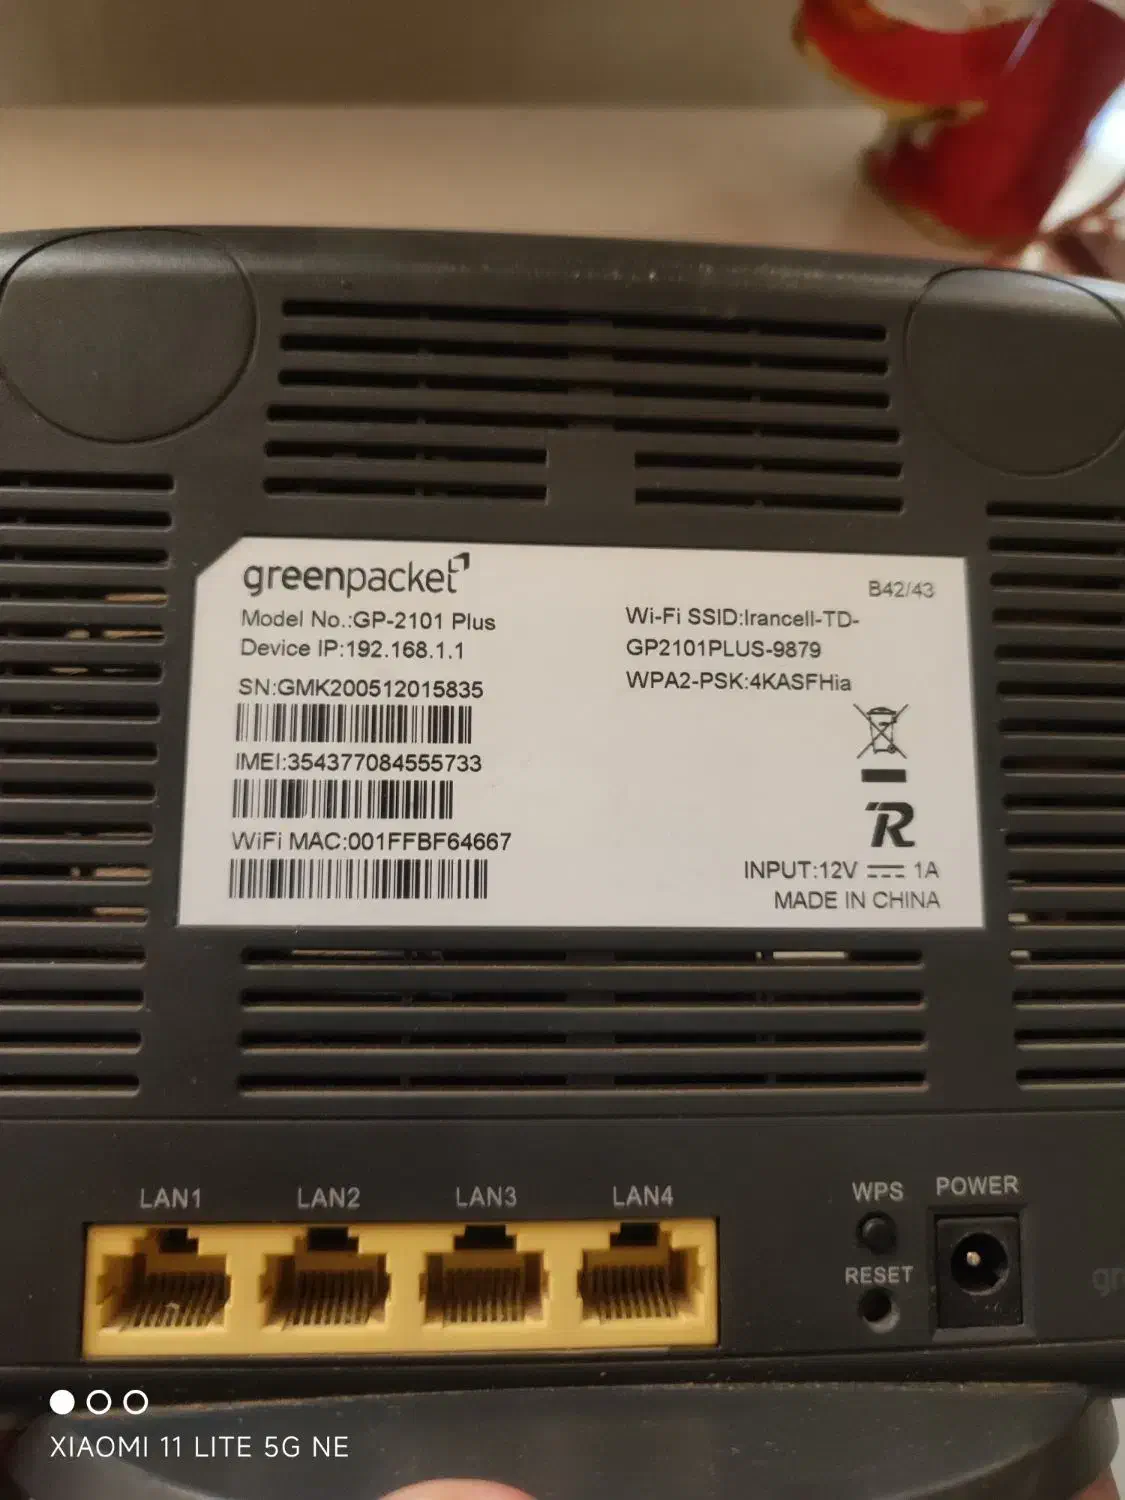 greenpacket
B42/43
Model No.:GP-2101 Plus
Device IP:192.168.1.1
SN:GMK200512015835
IMEI:354377084555733
WiFi MAC:001FFBF64667
Wi-Fi SSID:Irancell-TD-
GP2101PLUS-9879
WPA2-PSK:4KASFHia
R
INPUT:12V ⎓ 1A
MADE IN CHINA
LAN1 LAN2 LAN3 LAN4
WPS POWER
RESET
gr
XIAOMI 11 LITE 5G NE